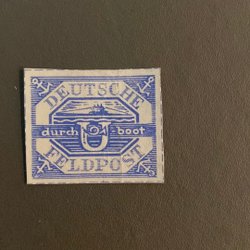 DEUTSCHE
durch U boot
FELDPOST